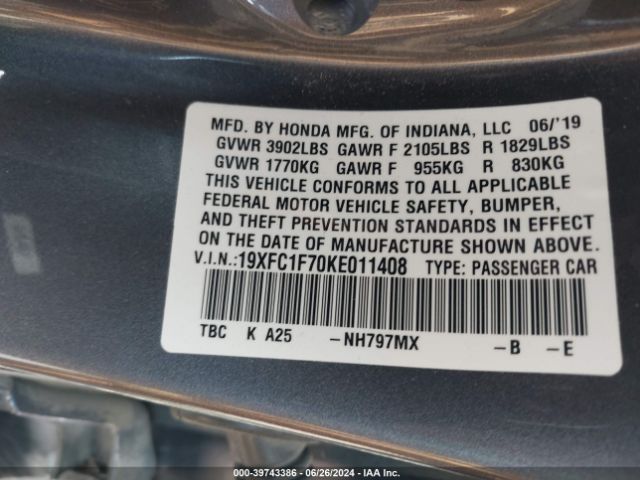 MFD. BY HONDA MFG. OF INDIANA, LLC 06/'19
GVWR 3902LBS GAWR F 2105LBS R 1829LBS
GVWR 1770KG GAWR F 955KG R 830KG
THIS VEHICLE CONFORMS TO ALL APPLICABLE
FEDERAL MOTOR VEHICLE SAFETY, BUMPER,
AND THEFT PREVENTION STANDARDS IN EFFECT
ON THE DATE OF MANUFACTURE SHOWN ABOVE.
V.I.N.:19XFC1F70KE011408 TYPE: PASSENGER CAR
TBC K A25 -NH797MX -B -E
000-39743386 - 06/26/2024 - IAA Inc.